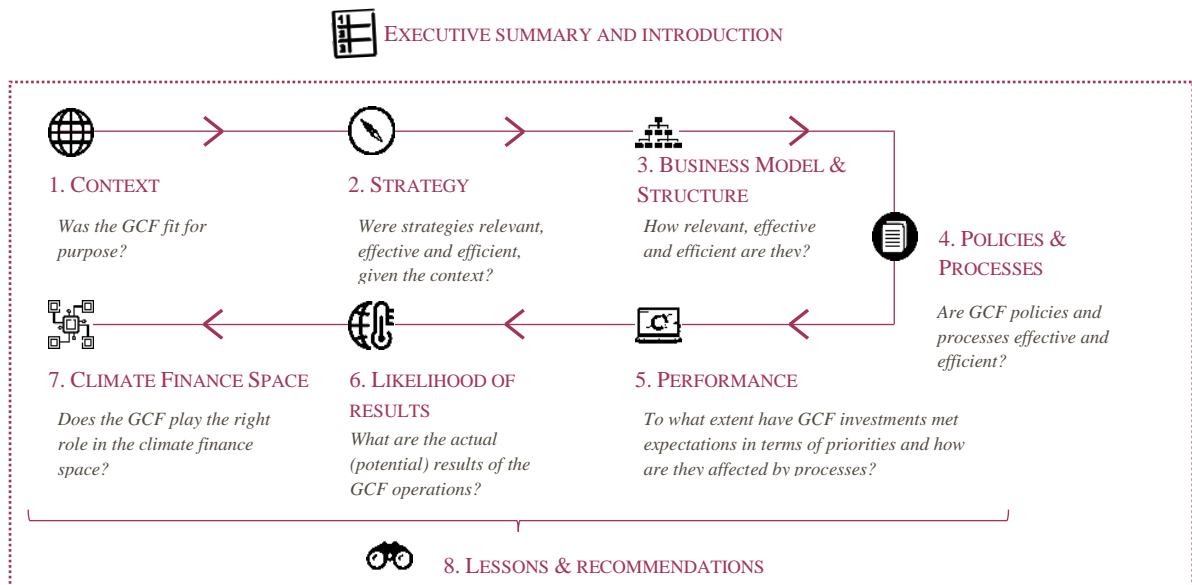 EXECUTIVE SUMMARY AND INTRODUCTION
1. CONTEXT
Was the GCF fit for
purpose?
2. STRATEGY
Were strategies relevant,
effective and efficient,
given the context?
3. BUSINESS MODEL &
STRUCTURE
How relevant, effective
and efficient are they?
4. POLICIES &
PROCESSES
Are GCF policies and
processes effective and
efficient?
5. PERFORMANCE
To what extent have GCF investments met
expectations in terms of priorities and how
are they affected by processes?
6. LIKELIHOOD OF
RESULTS
What are the actual
(potential) results of the
GCF operations?
7. CLIMATE FINANCE SPACE
Does the GCF play the right
role in the climate finance
space?
8. LESSONS & RECOMMENDATIONS